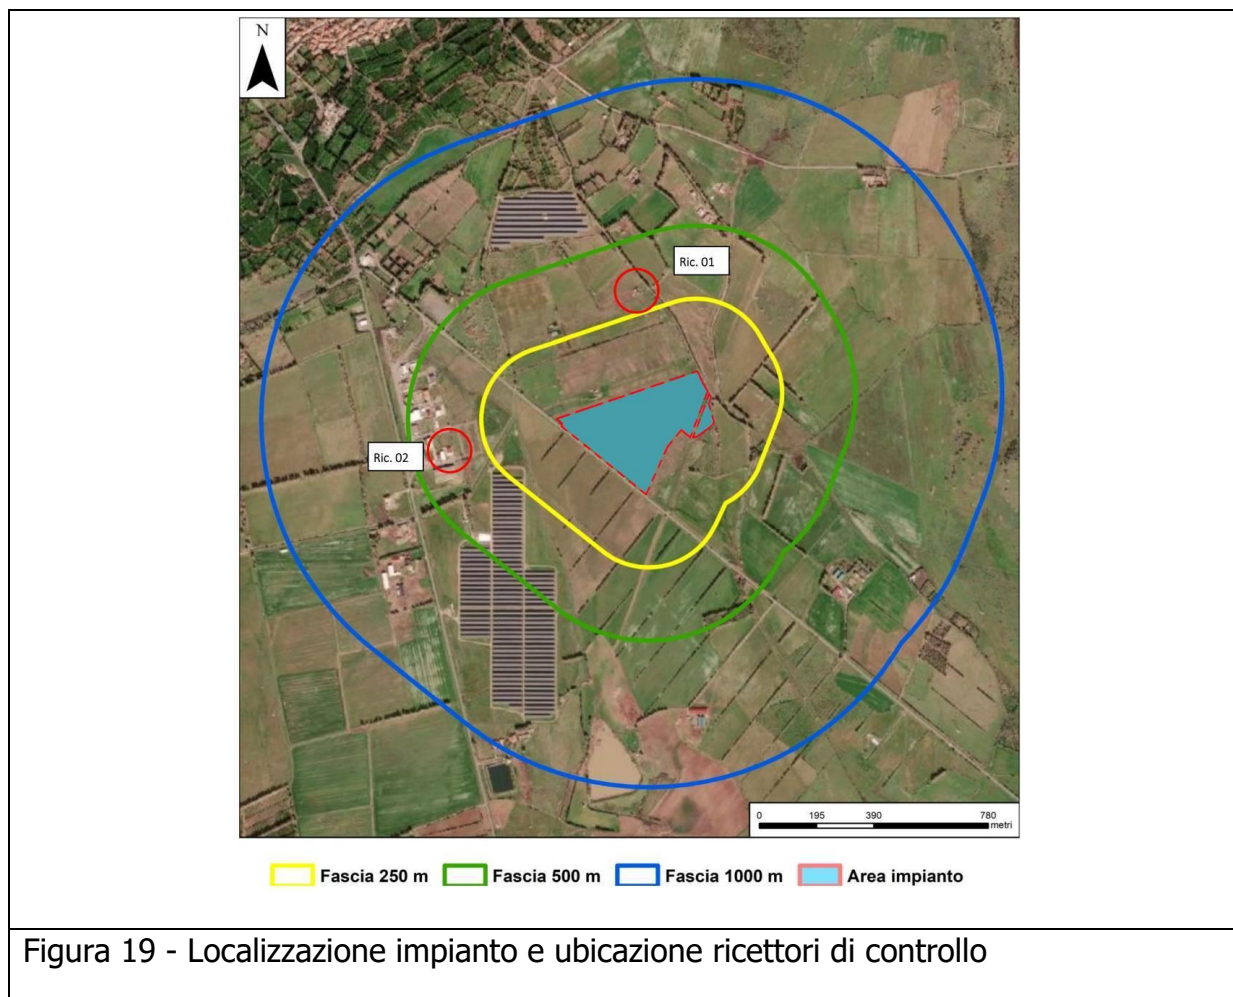 N
Ric. 01
Ric. 02
0 195 390 780
metri
Fascia 250 m Fascia 500 m Fascia 1000 m Area impianto
Figura 19 - Localizzazione impianto e ubicazione ricettori di controllo